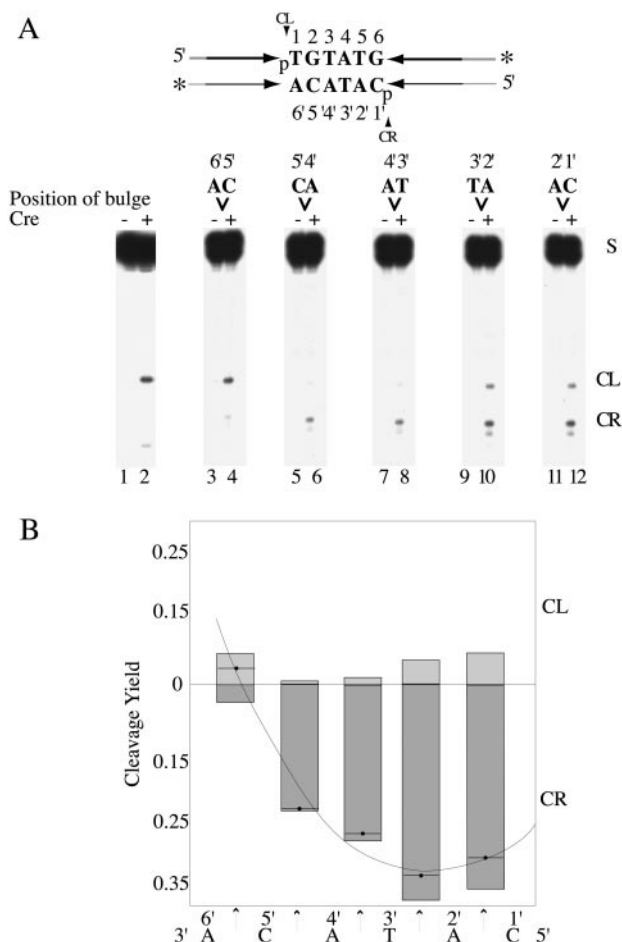 A
CL
1 2 3 4 5 6
5' pTGTATG *
* ACATACp 5'
6'5'4'3'2'1'
CR
6'5' 5'4' 4'3' 3'2' 2'1'
Position of bulge AC CA AT TA AC
Cre - + - + - + - + - + - +
S
CL
CR
1 2 3 4 5 6 7 8 9 10 11 12
B
0.25
CL
0.15
0
Cleavage Yield
0.15
CR
0.25
0.35
6' 5' 4' 3' 2' 1'
3' A C A T A C 5'